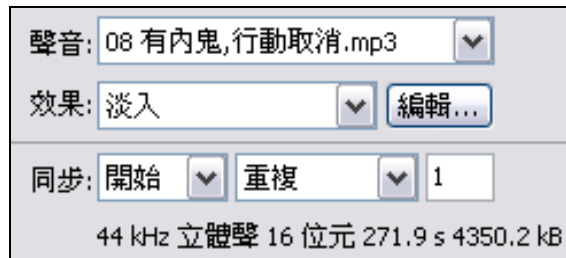 聲音: 08 有內鬼,行動取消.mp3
效果: 淡入 編輯...
同步: 開始 重複 1
44 kHz 立體聲 16 位元 271.9 s 4350.2 kB